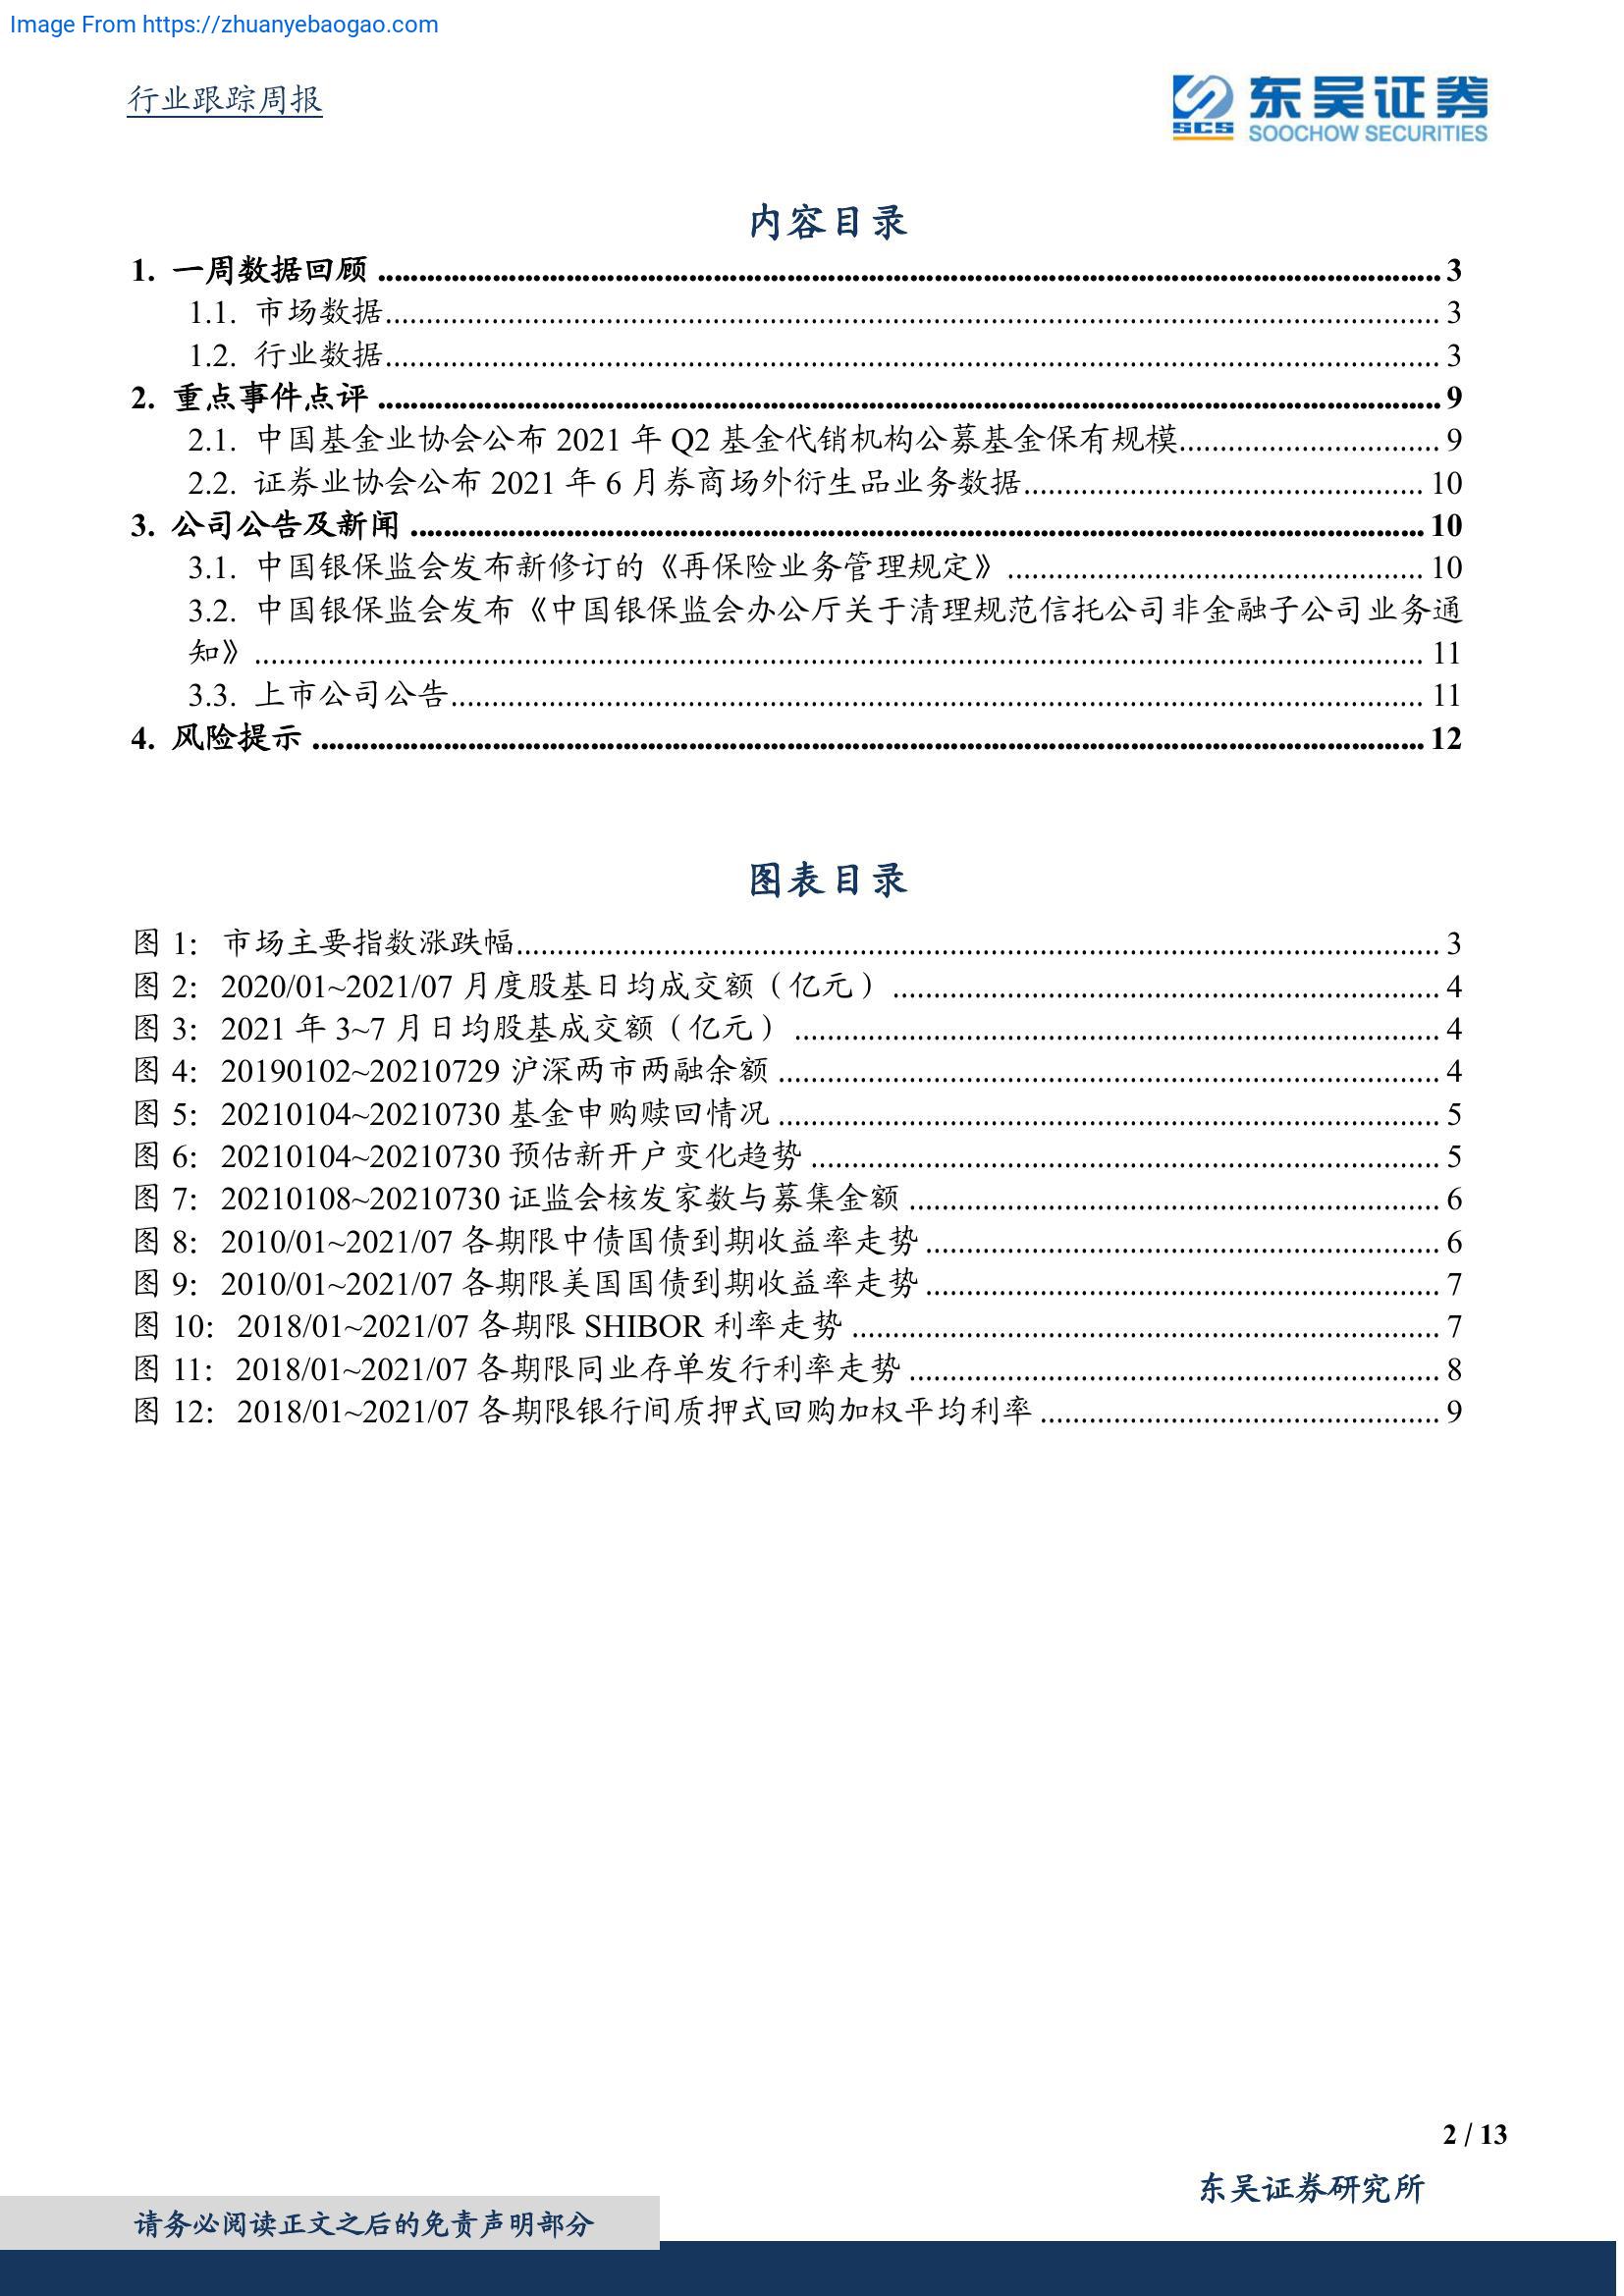 Image From https://zhuanyebaogao.com
行业跟踪周报
东吴证券
SCS
SOOCHOW SECURITIES
内容目录
1. 一周数据回顾 ........ 3
1.1. 市场数据 ........ 3
1.2. 行业数据 ........ 3
2. 重点事件点评 ........ 9
2.1. 中国基金业协会公布 2021 年 Q2 基金代销机构公募基金保有规模 ........ 9
2.2. 证券业协会公布 2021 年 6 月券商场外衍生品业务数据 ........ 10
3. 公司公告及新闻 ........ 10
3.1. 中国银保监会发布新修订的《再保险业务管理规定》 ........ 10
3.2. 中国银保监会发布《中国银保监会办公厅关于清理规范信托公司非金融子公司业务通
知》 ........ 11
3.3. 上市公司公告 ........ 11
4. 风险提示 ........ 12
图表目录
图 1: 市场主要指数涨跌幅 ........ 3
图 2: 2020/01~2021/07 月度股基日均成交额（亿元） ........ 4
图 3: 2021 年 3~7 月日均股基成交额（亿元） ........ 4
图 4: 20190102~20210729 沪深两市两融余额 ........ 4
图 5: 20210104~20210730 基金申购赎回情况 ........ 5
图 6: 20210104~20210730 预估新开户变化趋势 ........ 5
图 7: 20210108~20210730 证监会核发家数与募集金额 ........ 6
图 8: 2010/01~2021/07 各期限中债国债到期收益率走势 ........ 6
图 9: 2010/01~2021/07 各期限美国国债到期收益率走势 ........ 7
图 10: 2018/01~2021/07 各期限 SHIBOR 利率走势 ........ 7
图 11: 2018/01~2021/07 各期限同业存单发行利率走势 ........ 8
图 12: 2018/01~2021/07 各期限银行间质押式回购加权平均利率 ........ 9
2 / 13
东吴证券研究所
请务必阅读正文之后的免责声明部分